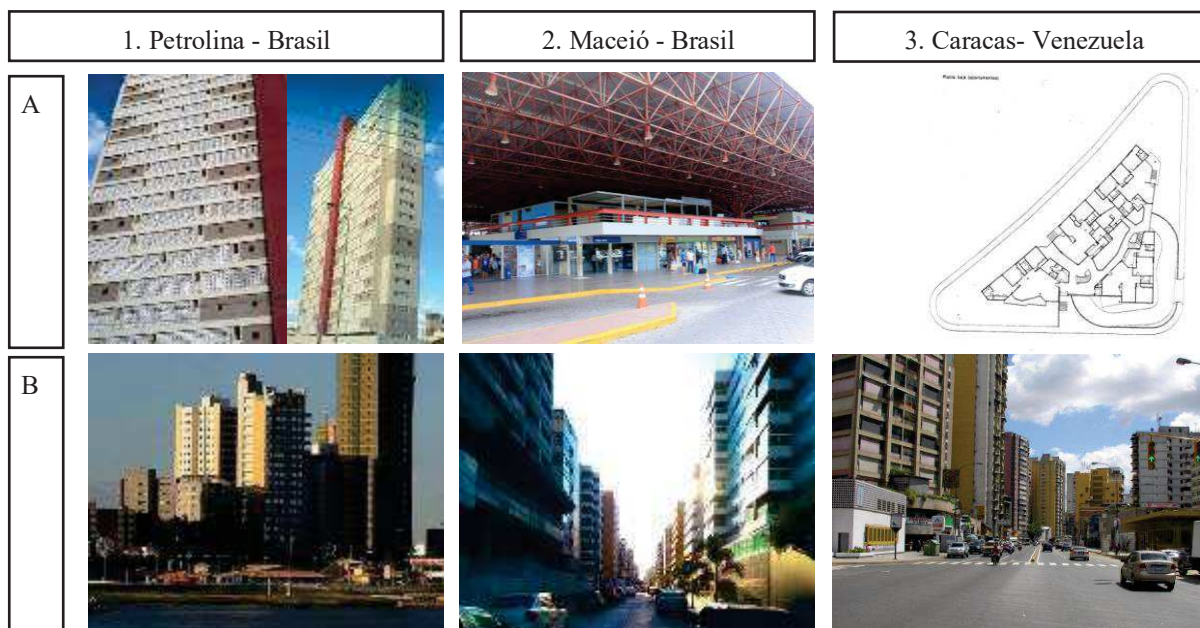 1. Petrolina - Brasil
2. Maceió - Brasil
3. Caracas- Venezuela
A
B